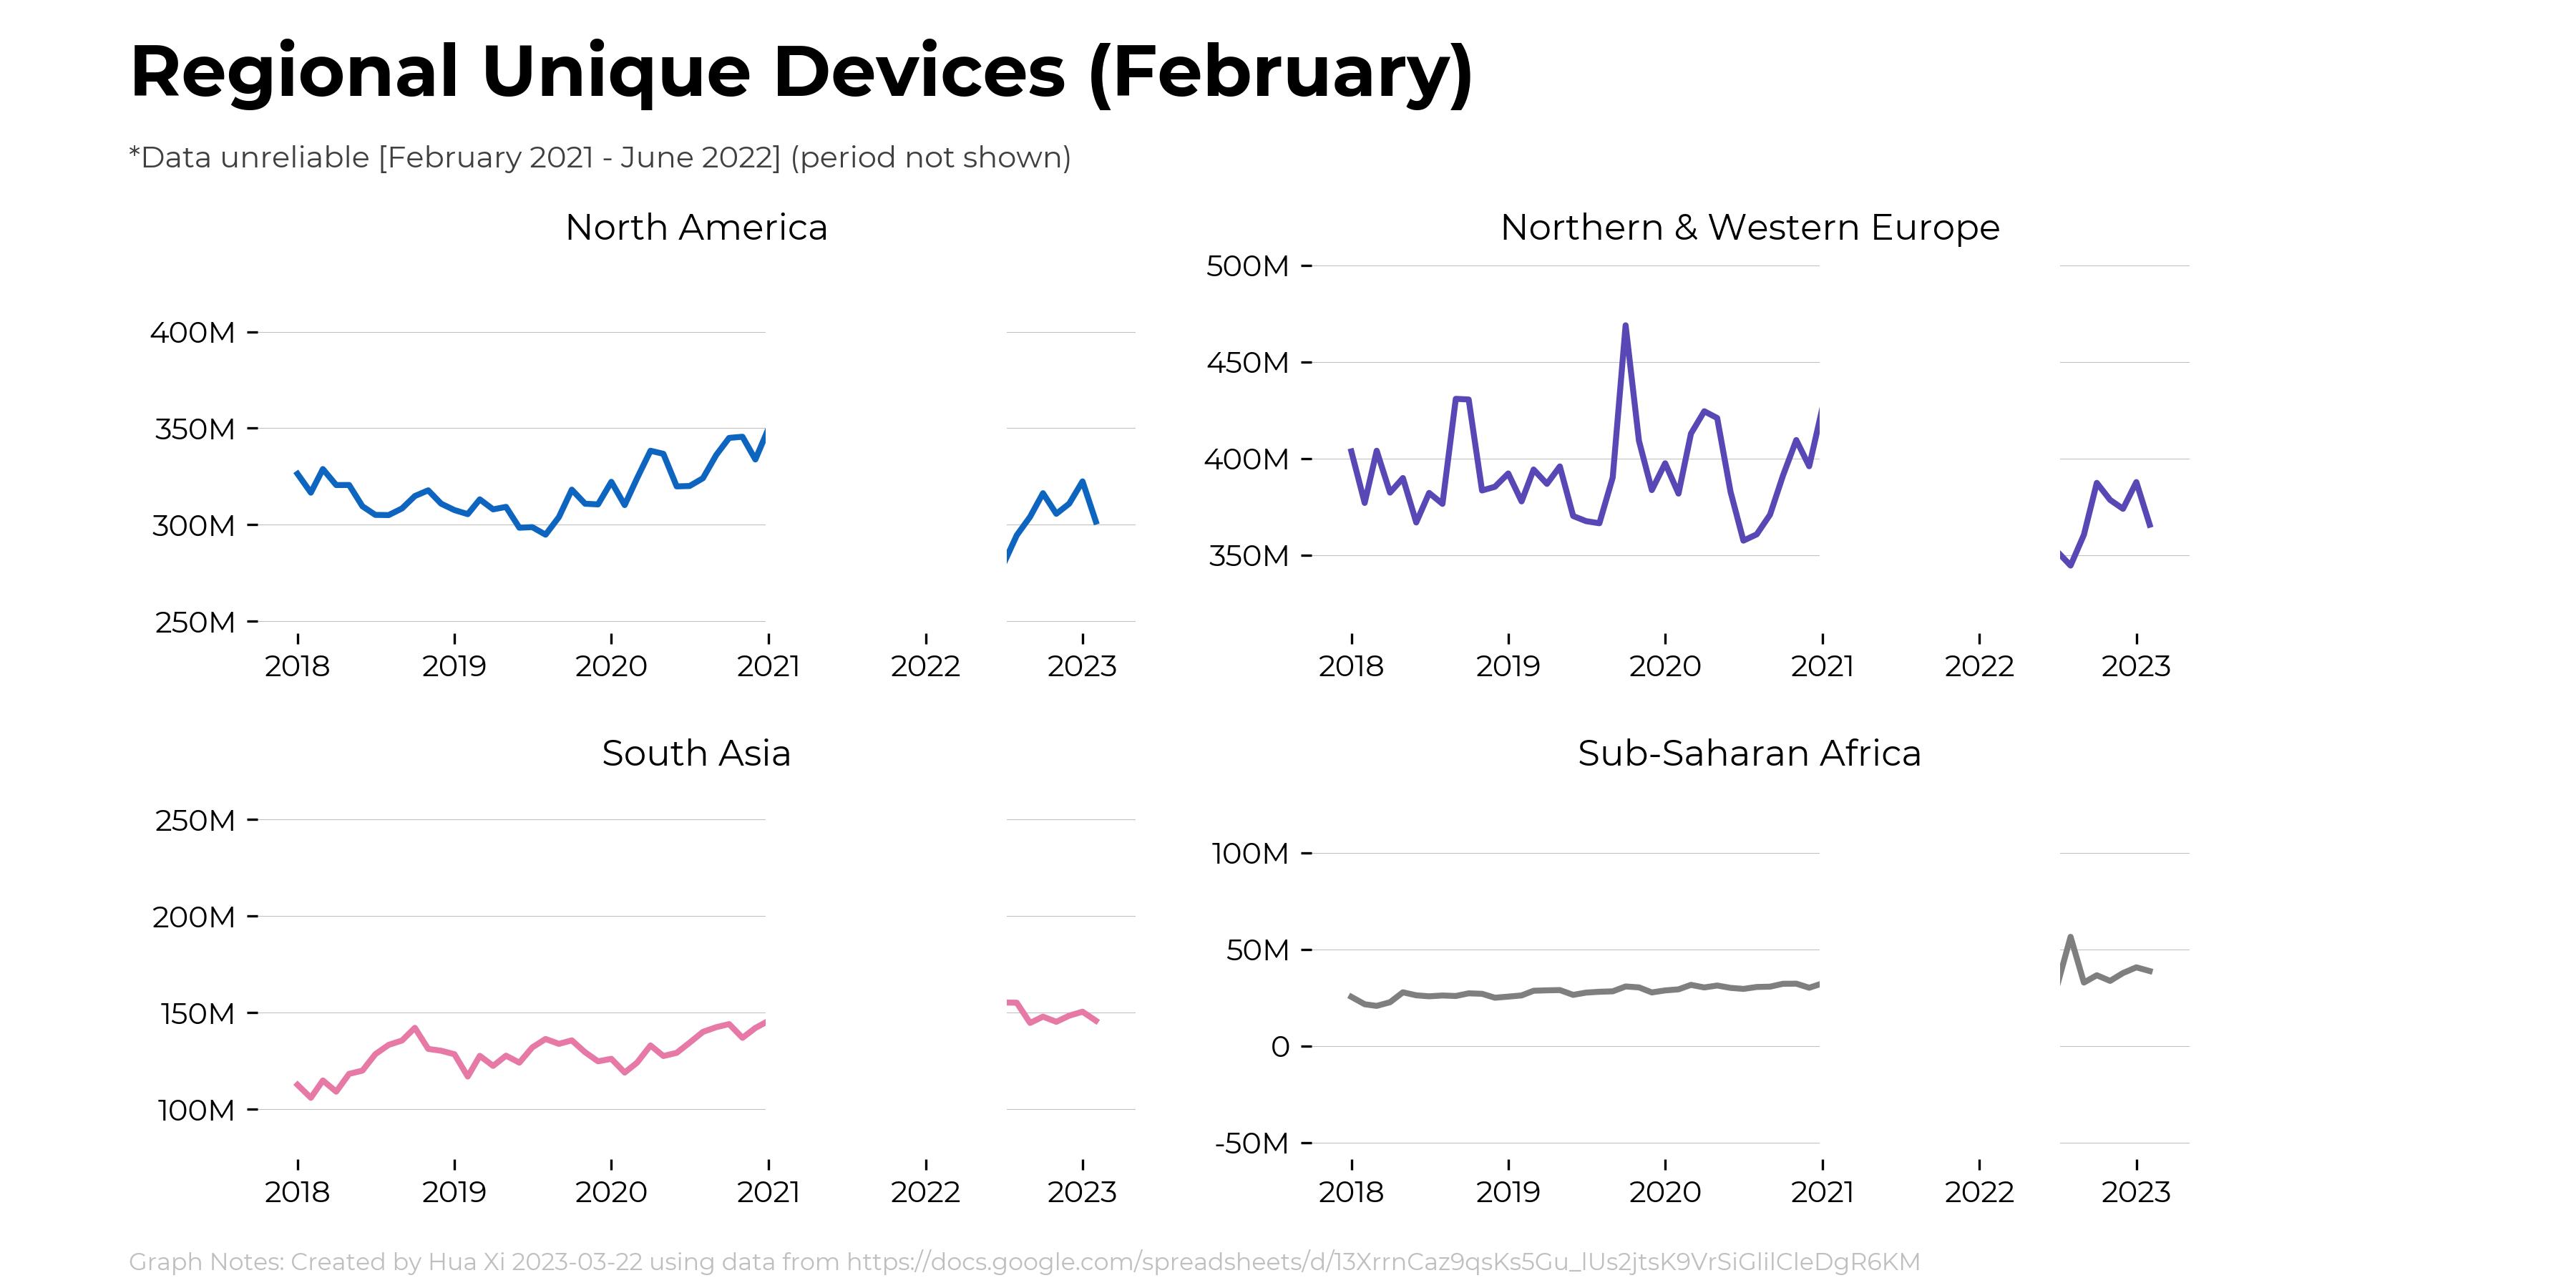 Regional Unique Devices (February)
*Data unreliable [February 2021 - June 2022] (period not shown)
North America
400M
350M
300M
250M
2018 2019 2020 2021 2022 2023
Northern & Western Europe
500M
450M
400M
350M
2018 2019 2020 2021 2022 2023
South Asia
250M
200M
150M
100M
2018 2019 2020 2021 2022 2023
Sub-Saharan Africa
100M
50M
0
-50M
2018 2019 2020 2021 2022 2023
Graph Notes: Created by Hua Xi 2023-03-22 using data from https://docs.google.com/spreadsheets/d/13XrrnCaz9qsKs5Gu_lUs2jtsK9VrSiGlilCleDgR6KM